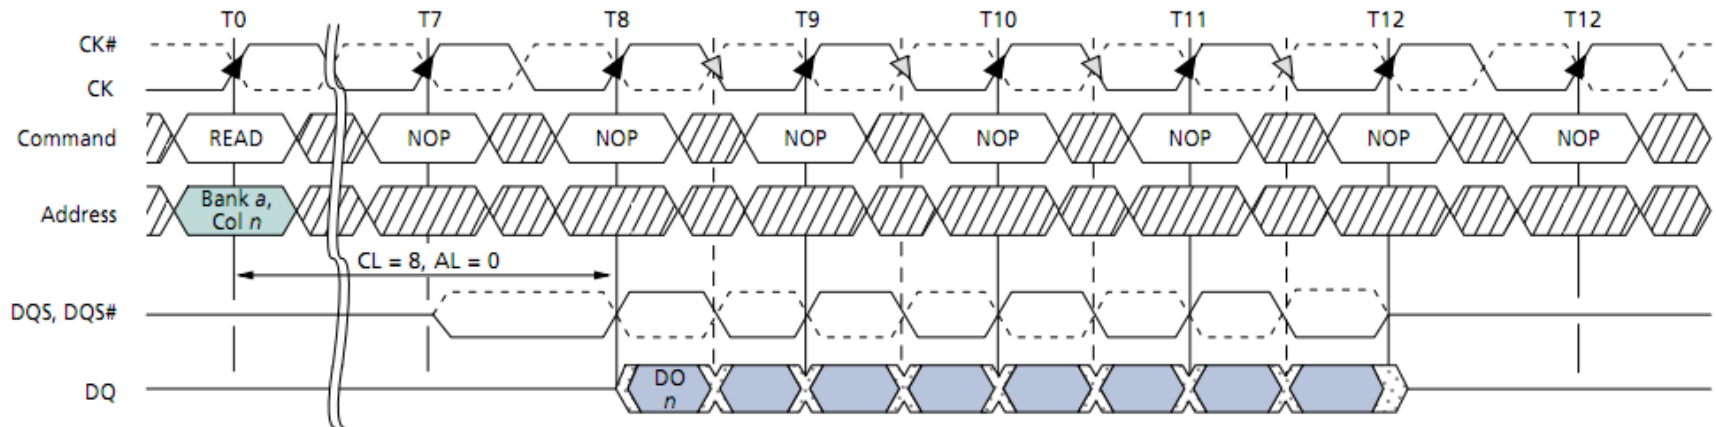 T0 T7 T8 T9 T10 T11 T12 T12
CK#
CK
Command READ NOP NOP NOP NOP NOP NOP NOP
Address Bank a,
Col n
CL = 8, AL = 0
DQS, DQS#
DQ DO
n